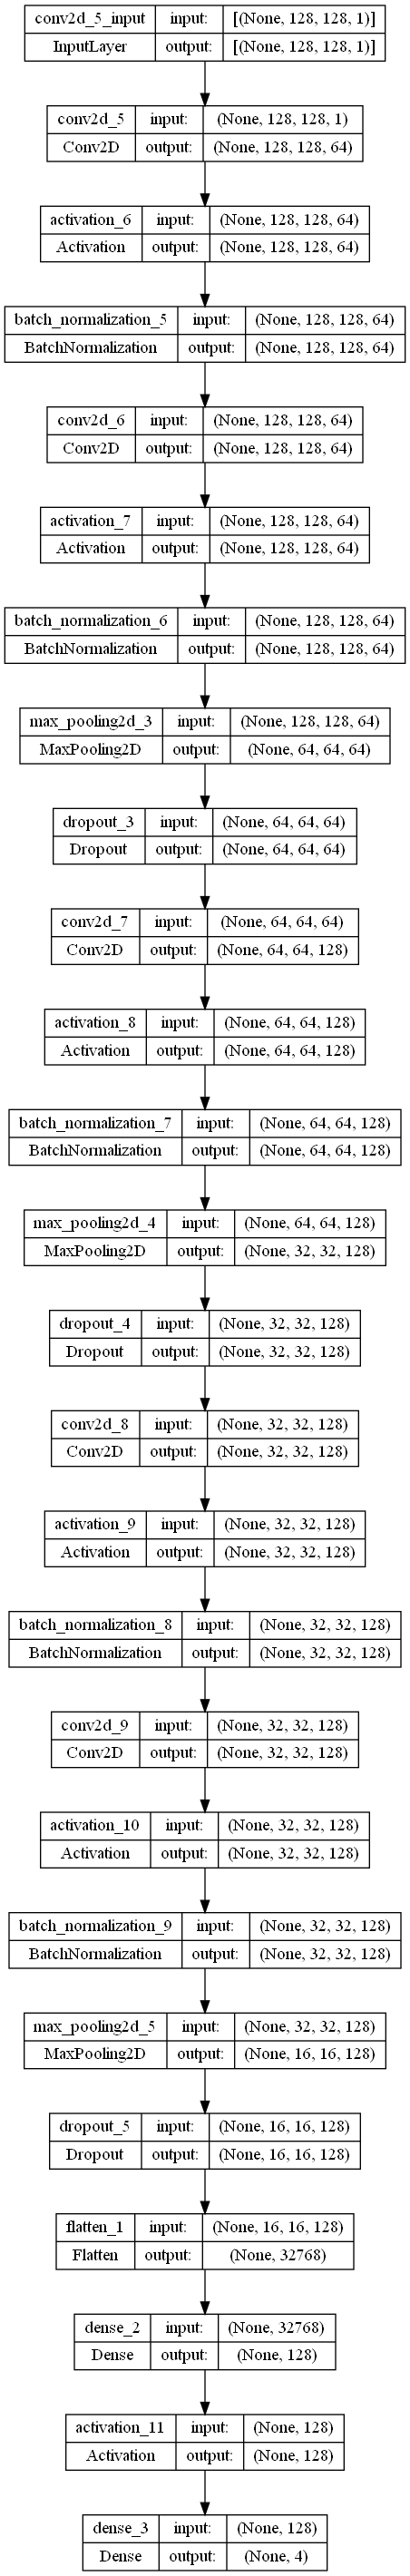 conv2d_5_input input: [(None, 128, 128, 1)]
InputLayer output: [(None, 128, 128, 1)]
conv2d_5 input: (None, 128, 128, 1)
Conv2D output: (None, 128, 128, 64)
activation_6 input: (None, 128, 128, 64)
Activation output: (None, 128, 128, 64)
batch_normalization_5 input: (None, 128, 128, 64)
BatchNormalization output: (None, 128, 128, 64)
conv2d_6 input: (None, 128, 128, 64)
Conv2D output: (None, 128, 128, 64)
activation_7 input: (None, 128, 128, 64)
Activation output: (None, 128, 128, 64)
batch_normalization_6 input: (None, 128, 128, 64)
BatchNormalization output: (None, 128, 128, 64)
max_pooling2d_3 input: (None, 128, 128, 64)
MaxPooling2D output: (None, 64, 64, 64)
dropout_3 input: (None, 64, 64, 64)
Dropout output: (None, 64, 64, 64)
conv2d_7 input: (None, 64, 64, 64)
Conv2D output: (None, 64, 64, 128)
activation_8 input: (None, 64, 64, 128)
Activation output: (None, 64, 64, 128)
batch_normalization_7 input: (None, 64, 64, 128)
BatchNormalization output: (None, 64, 64, 128)
max_pooling2d_4 input: (None, 64, 64, 128)
MaxPooling2D output: (None, 32, 32, 128)
dropout_4 input: (None, 32, 32, 128)
Dropout output: (None, 32, 32, 128)
conv2d_8 input: (None, 32, 32, 128)
Conv2D output: (None, 32, 32, 128)
activation_9 input: (None, 32, 32, 128)
Activation output: (None, 32, 32, 128)
batch_normalization_8 input: (None, 32, 32, 128)
BatchNormalization output: (None, 32, 32, 128)
conv2d_9 input: (None, 32, 32, 128)
Conv2D output: (None, 32, 32, 128)
activation_10 input: (None, 32, 32, 128)
Activation output: (None, 32, 32, 128)
batch_normalization_9 input: (None, 32, 32, 128)
BatchNormalization output: (None, 32, 32, 128)
max_pooling2d_5 input: (None, 32, 32, 128)
MaxPooling2D output: (None, 16, 16, 128)
dropout_5 input: (None, 16, 16, 128)
Dropout output: (None, 16, 16, 128)
flatten_1 input: (None, 16, 16, 128)
Flatten output: (None, 32768)
dense_2 input: (None, 32768)
Dense output: (None, 128)
activation_11 input: (None, 128)
Activation output: (None, 128)
dense_3 input: (None, 128)
Dense output: (None, 4)